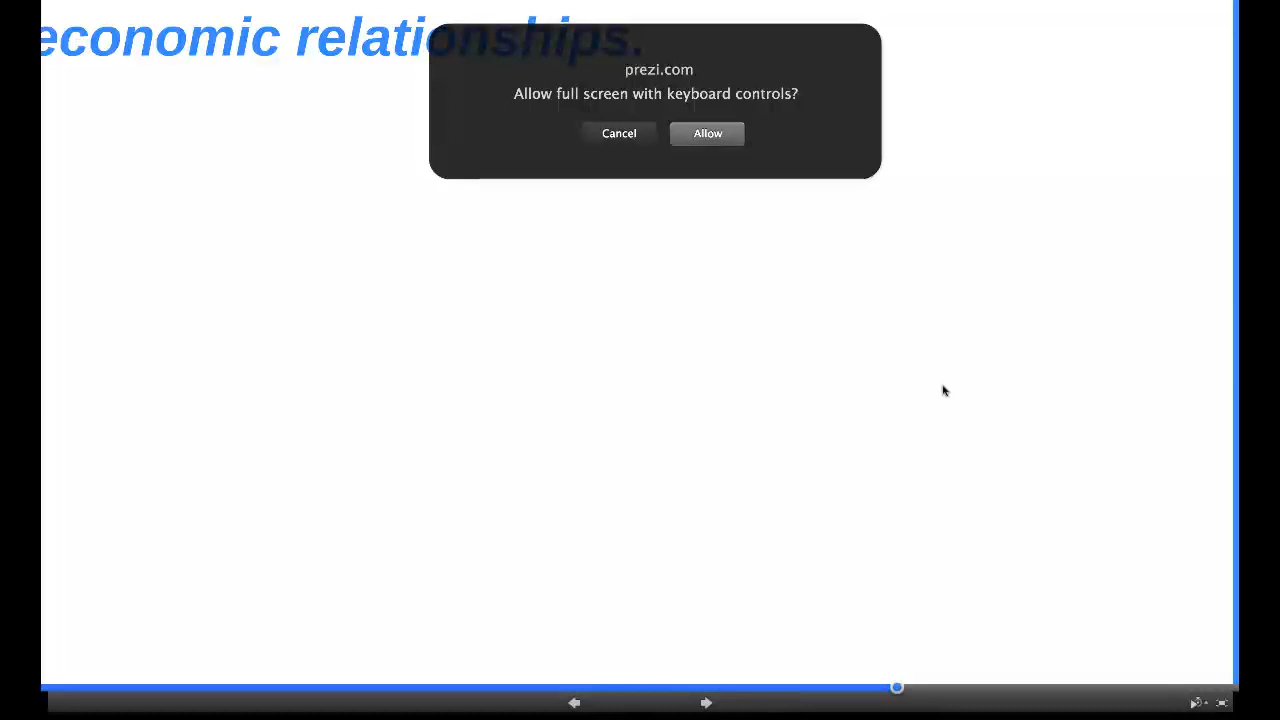 economic relationships.
prezi.com
Allow full screen with keyboard controls?
Cancel
Allow